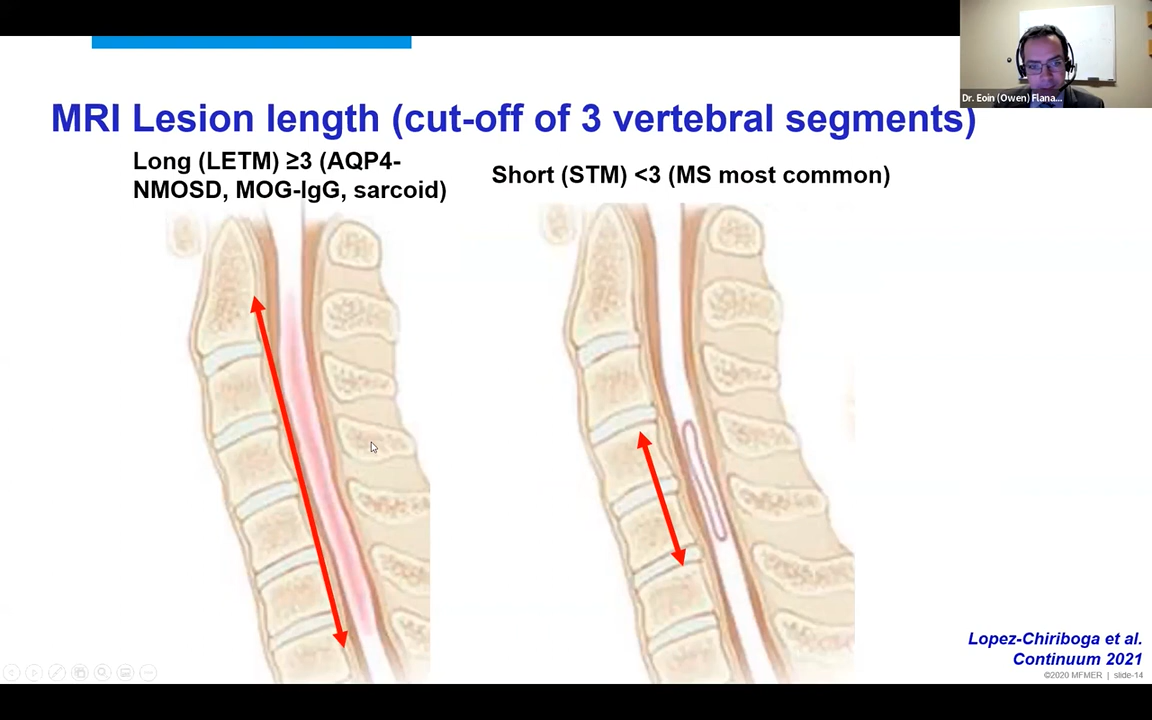 Dr. Eoin (Owen) Flana...
MRI Lesion length (cut-off of 3 vertebral segments)
Long (LETM) ≥3 (AQP4-
NMOSD, MOG-IgG, sarcoid)
Short (STM) <3 (MS most common)
Lopez-Chiriboga et al.
Continuum 2021
©2020 MFMER | slide-14